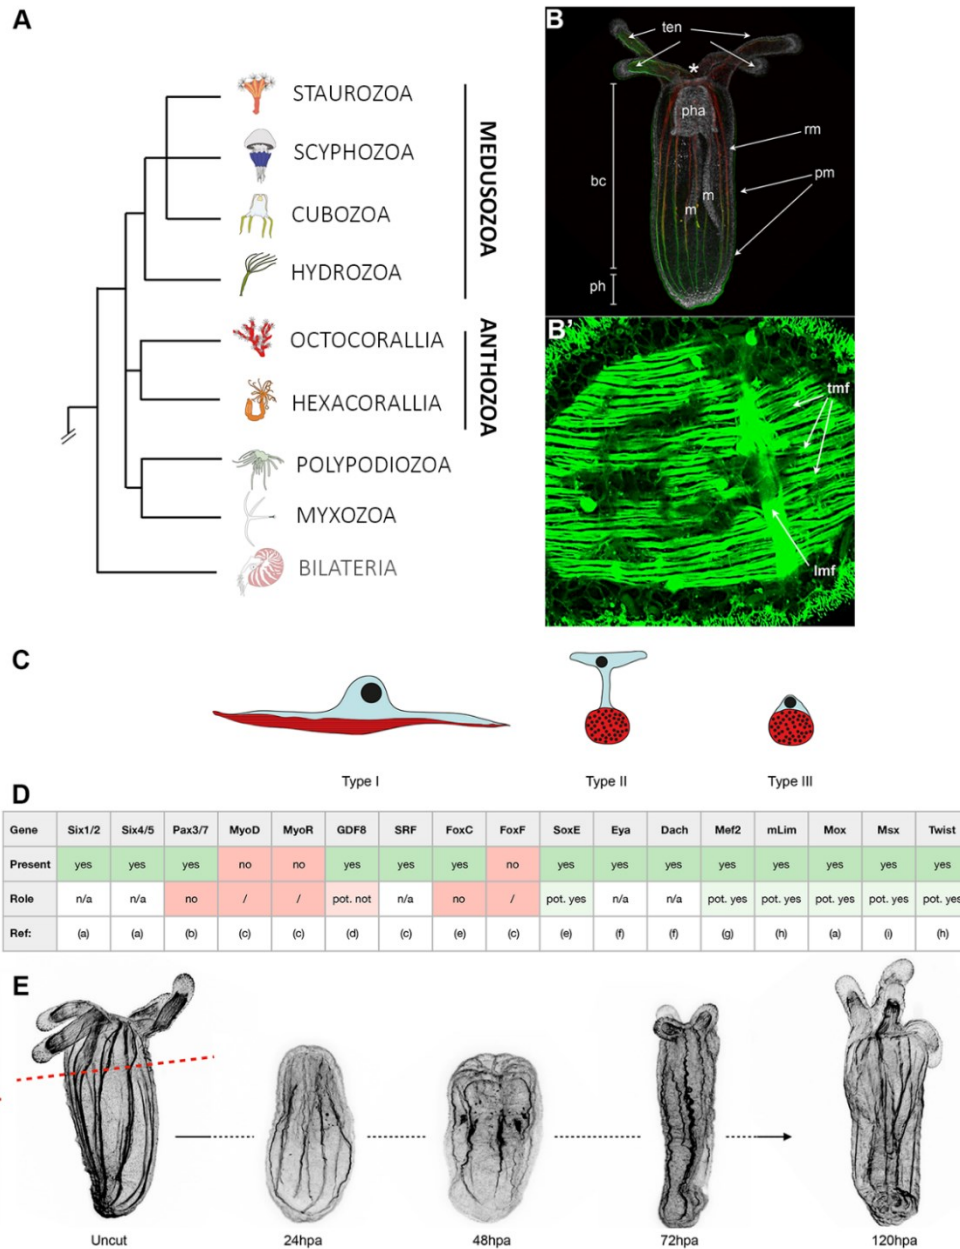 A
STAUROZOA
SCYPHOZOA
CUBOZOA
HYDROZOA
OCTOCORALLIA
HEXACORALLIA
POLYPODIOZOA
MYXOZOA
BILATERIA
MEDUSOZOA
ANTHOZOA
B
ten
*
pha
bc
rm
pm
m
m
ph
B'
tmf
lmf
C
Type I Type II Type III
D
Gene Six1/2 Six4/5 Pax3/7 MyoD MyoR GDF8 SRF FoxC FoxF SoxE Eya Dach Mef2 mLim Mox Msx Twist
Present yes yes yes no no yes yes yes no yes yes yes yes yes yes yes yes
Role n/a n/a no / / pot. not n/a no / pot. yes n/a n/a pot. yes pot. yes pot. yes pot. yes pot. yes
Ref: (a) (a) (b) (c) (c) (d) (c) (e) (c) (e) (f) (f) (g) (h) (a) (i) (h)
E
Uncut 24hpa 48hpa 72hpa 120hpa